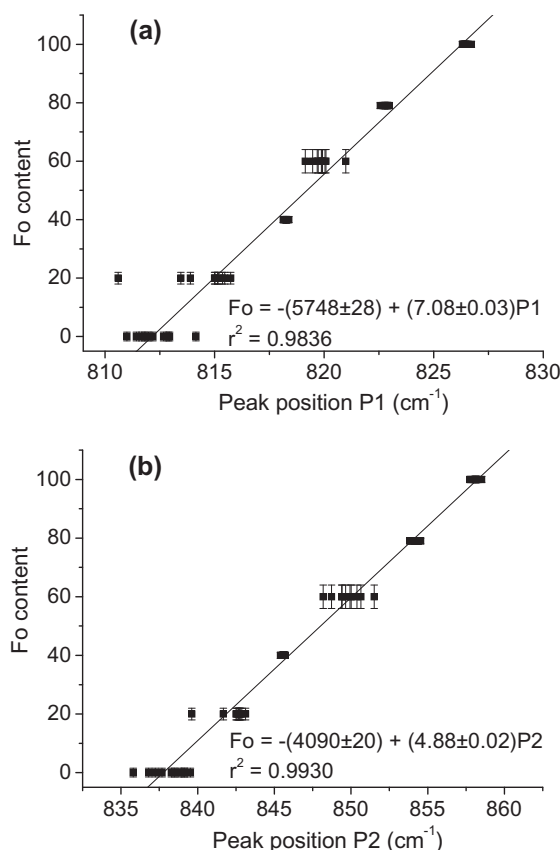 (a)
Fo content
100
80
60
40
20
0
Fo = -(5748±28) + (7.08±0.03)P1
r² = 0.9836
810 815 820 825 830
Peak position P1 (cm⁻¹)
(b)
Fo content
100
80
60
40
20
0
Fo = -(4090±20) + (4.88±0.02)P2
r² = 0.9930
835 840 845 850 855 860
Peak position P2 (cm⁻¹)